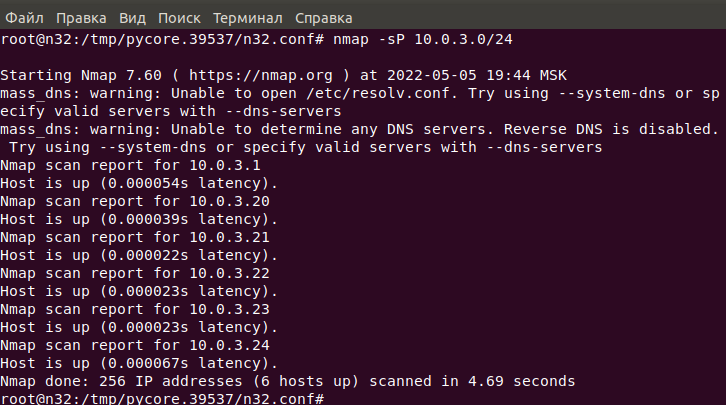 Файл Правка Вид Поиск Терминал Справка
root@n32:/tmp/pycore.39537/n32.conf# nmap -sP 10.0.3.0/24
Starting Nmap 7.60 ( https://nmap.org ) at 2022-05-05 19:44 MSK
mass_dns: warning: Unable to open /etc/resolv.conf. Try using --system-dns or sp
ecify valid servers with --dns-servers
mass_dns: warning: Unable to determine any DNS servers. Reverse DNS is disabled.
 Try using --system-dns or specify valid servers with --dns-servers
Nmap scan report for 10.0.3.1
Host is up (0.000054s latency).
Nmap scan report for 10.0.3.20
Host is up (0.000039s latency).
Nmap scan report for 10.0.3.21
Host is up (0.000022s latency).
Nmap scan report for 10.0.3.22
Host is up (0.000023s latency).
Nmap scan report for 10.0.3.23
Host is up (0.000023s latency).
Nmap scan report for 10.0.3.24
Host is up (0.000067s latency).
Nmap done: 256 IP addresses (6 hosts up) scanned in 4.69 seconds
root@n32:/tmp/pycore.39537/n32.conf#